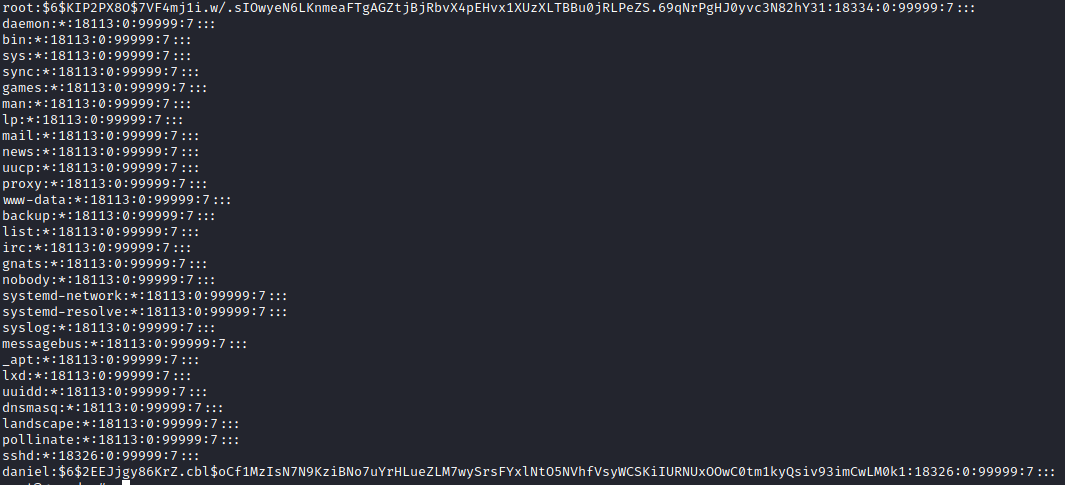 root:$6$KIP2PX8O$7VF4mj1i.w/.sIOwyeN6LKnmeaFTgAGZtjBjRbvX4pEHvx1XUzXLTBBu0jRLPeZS.69qNrPgHJ0yvc3N82hY31:18334:0:99999:7:::
daemon:*:18113:0:99999:7:::
bin:*:18113:0:99999:7:::
sys:*:18113:0:99999:7:::
sync:*:18113:0:99999:7:::
games:*:18113:0:99999:7:::
man:*:18113:0:99999:7:::
lp:*:18113:0:99999:7:::
mail:*:18113:0:99999:7:::
news:*:18113:0:99999:7:::
uucp:*:18113:0:99999:7:::
proxy:*:18113:0:99999:7:::
www-data:*:18113:0:99999:7:::
backup:*:18113:0:99999:7:::
list:*:18113:0:99999:7:::
irc:*:18113:0:99999:7:::
gnats:*:18113:0:99999:7:::
nobody:*:18113:0:99999:7:::
systemd-network:*:18113:0:99999:7:::
systemd-resolve:*:18113:0:99999:7:::
syslog:*:18113:0:99999:7:::
messagebus:*:18113:0:99999:7:::
_apt:*:18113:0:99999:7:::
lxd:*:18113:0:99999:7:::
uuidd:*:18113:0:99999:7:::
dnsmasq:*:18113:0:99999:7:::
landscape:*:18113:0:99999:7:::
pollinate:*:18113:0:99999:7:::
sshd:*:18326:0:99999:7:::
daniel:$6$2EEJjgy86KrZ.cbl$oCf1MzIsN7N9KziBNo7uYrHLueZLM7wySrsFYxlNtO5NVhfVsyWCSKiIURNUxOOwC0tm1kyQsiv93imCwLM0k1:18326:0:99999:7:::